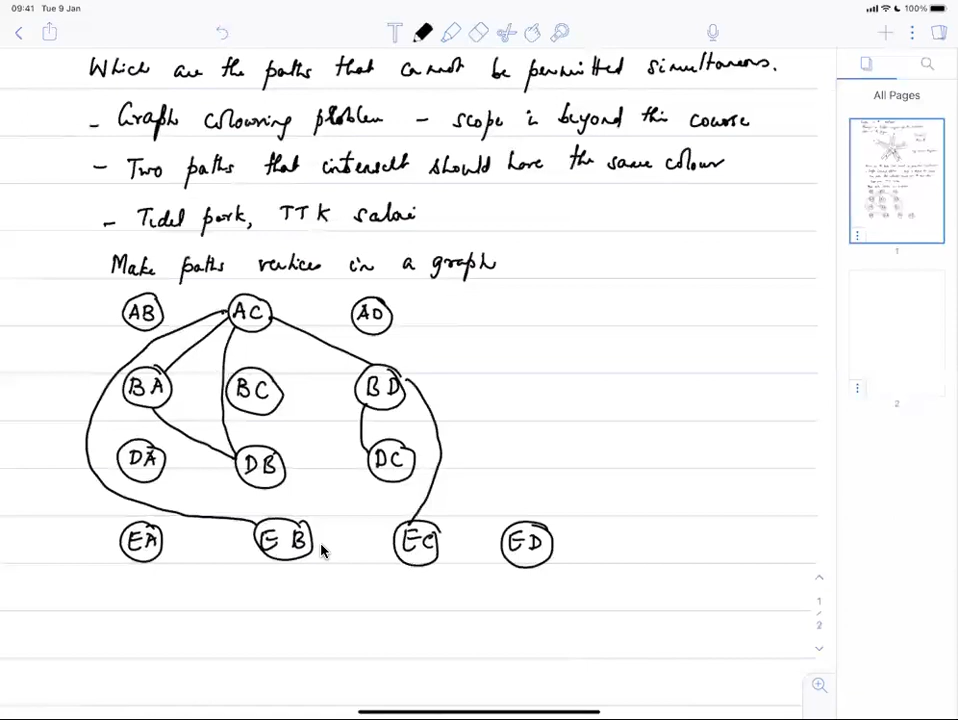 09:41 Tue 9 Jan
100%
Which are the paths that cannot be permitted simultaneous.
- Graph colouring problem - scope is beyond this course
- Two paths that intersect should have the same colour
- Tidel park, TTK salai
Make paths vertices in a graph
AB AC AD
BA BC BD
DA DB DC
EA EB EC ED
All Pages
1
2
1
2